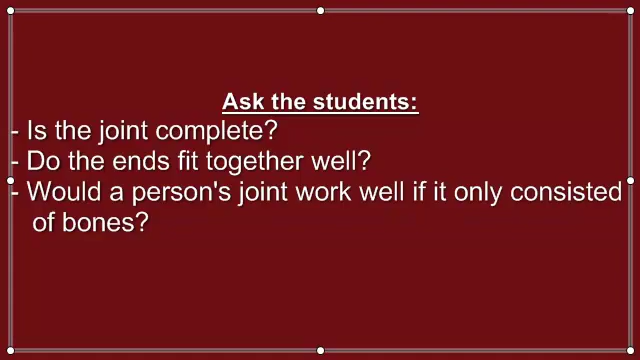 Ask the students:
- Is the joint complete?
- Do the ends fit together well?
- Would a person's joint work well if it only consisted
of bones?